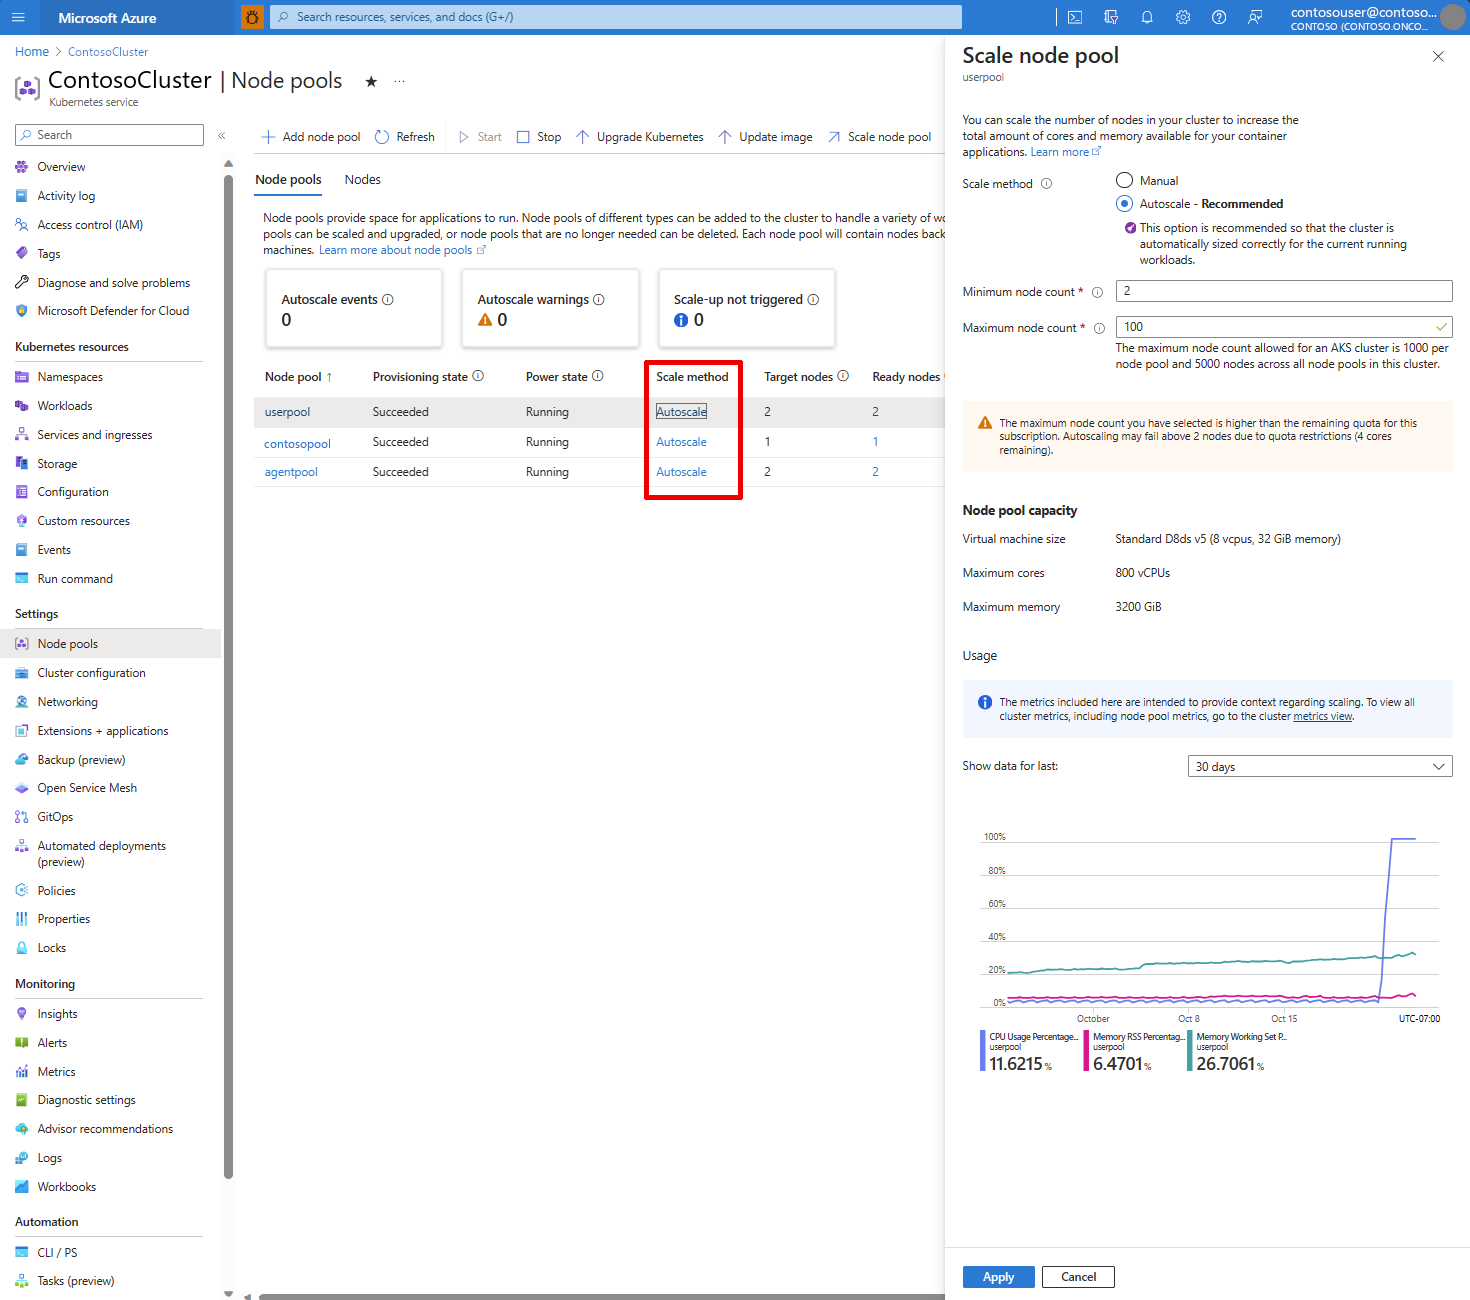 Microsoft Azure
Search resources, services, and docs (G+/)
contosouser@contoso...
CONTOSO (CONTOSO.ONCO...
Home > ContosoCluster
ContosoCluster | Node pools ★ ...
Kubernetes service
Search
Overview
Activity log
Access control (IAM)
Tags
Diagnose and solve problems
Microsoft Defender for Cloud
Kubernetes resources
Namespaces
Workloads
Services and ingresses
Storage
Configuration
Custom resources
Events
Run command
Settings
Node pools
Cluster configuration
Networking
Extensions + applications
Backup (preview)
Open Service Mesh
GitOps
Automated deployments
(preview)
Policies
Properties
Locks
Monitoring
Insights
Alerts
Metrics
Diagnostic settings
Advisor recommendations
Logs
Workbooks
Automation
CLI / PS
Tasks (preview)
Add node pool Refresh Start Stop Upgrade Kubernetes Update image Scale node pool
Node pools Nodes
Node pools provide space for applications to run. Node pools of different types can be added to the cluster to handle a variety of wo
pools can be scaled and upgraded, or node pools that are no longer needed can be deleted. Each node pool will contain nodes back
machines. Learn more about node pools
Autoscale events
0
Autoscale warnings
0
Scale-up not triggered
0
Node pool ↑ Provisioning state Power state Scale method Target nodes Ready nodes
userpool Succeeded Running Autoscale 2 2
contosopool Succeeded Running Autoscale 1 1
agentpool Succeeded Running Autoscale 2 2
Scale node pool
userpool
You can scale the number of nodes in your cluster to increase the
total amount of cores and memory available for your container
applications. Learn more
Scale method
Manual
Autoscale - Recommended
This option is recommended so that the cluster is
automatically sized correctly for the current running
workloads.
Minimum node count * 2
Maximum node count * 100
The maximum node count allowed for an AKS cluster is 1000 per
node pool and 5000 nodes across all node pools in this cluster.
The maximum node count you have selected is higher than the remaining quota for this
subscription. Autoscaling may fail above 2 nodes due to quota restrictions (4 cores
remaining).
Node pool capacity
Virtual machine size Standard D8ds v5 (8 vcpus, 32 GiB memory)
Maximum cores 800 vCPUs
Maximum memory 3200 GiB
Usage
The metrics included here are intended to provide context regarding scaling. To view all
cluster metrics, including node pool metrics, go to the cluster metrics view.
Show data for last: 30 days
100%
80%
60%
40%
20%
0%
October Oct 8 Oct 15 UTC-07:00
CPU Usage Percentage...
userpool
11.6215 %
Memory RSS Percentag...
userpool
6.4701 %
Memory Working Set P...
userpool
26.7061 %
Apply Cancel